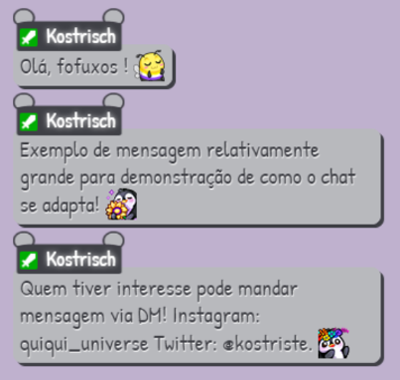 Kostrisch
Olá, fofuxos !
Kostrisch
Exemplo de mensagem relativamente
grande para demonstração de como o chat
se adapta!
Kostrisch
Quem tiver interesse pode mandar
mensagem via DM! Instagram:
quiqui_universe Twitter: @kostriste.